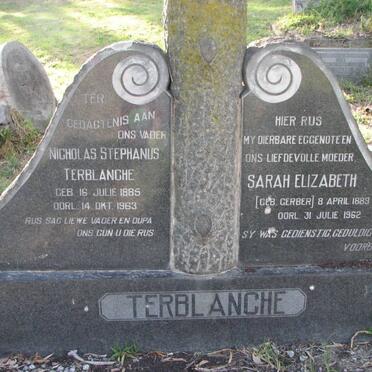 TER
GEDAGTENIS AAN
ONS VADER
NICHOLAS STEPHANUS
TERBLANCHE
GEB. 16 JULIE 1885
OORL. 14 OKT. 1963
RUS SAG LIEWE VADER EN OUPA
ONS GUN U DIE RUS
HIER RUS
MY DIERBARE EGGENOTE EN
ONS LIEFDEVOLLE MOEDER
SARAH ELIZABETH
(GEB. GERBER) 8 APRIL 1889
OORL. 31 JULIE 1962
SY WAS GEDIENSTIG, GEDULDIG
VOORB
TERBLANCHE